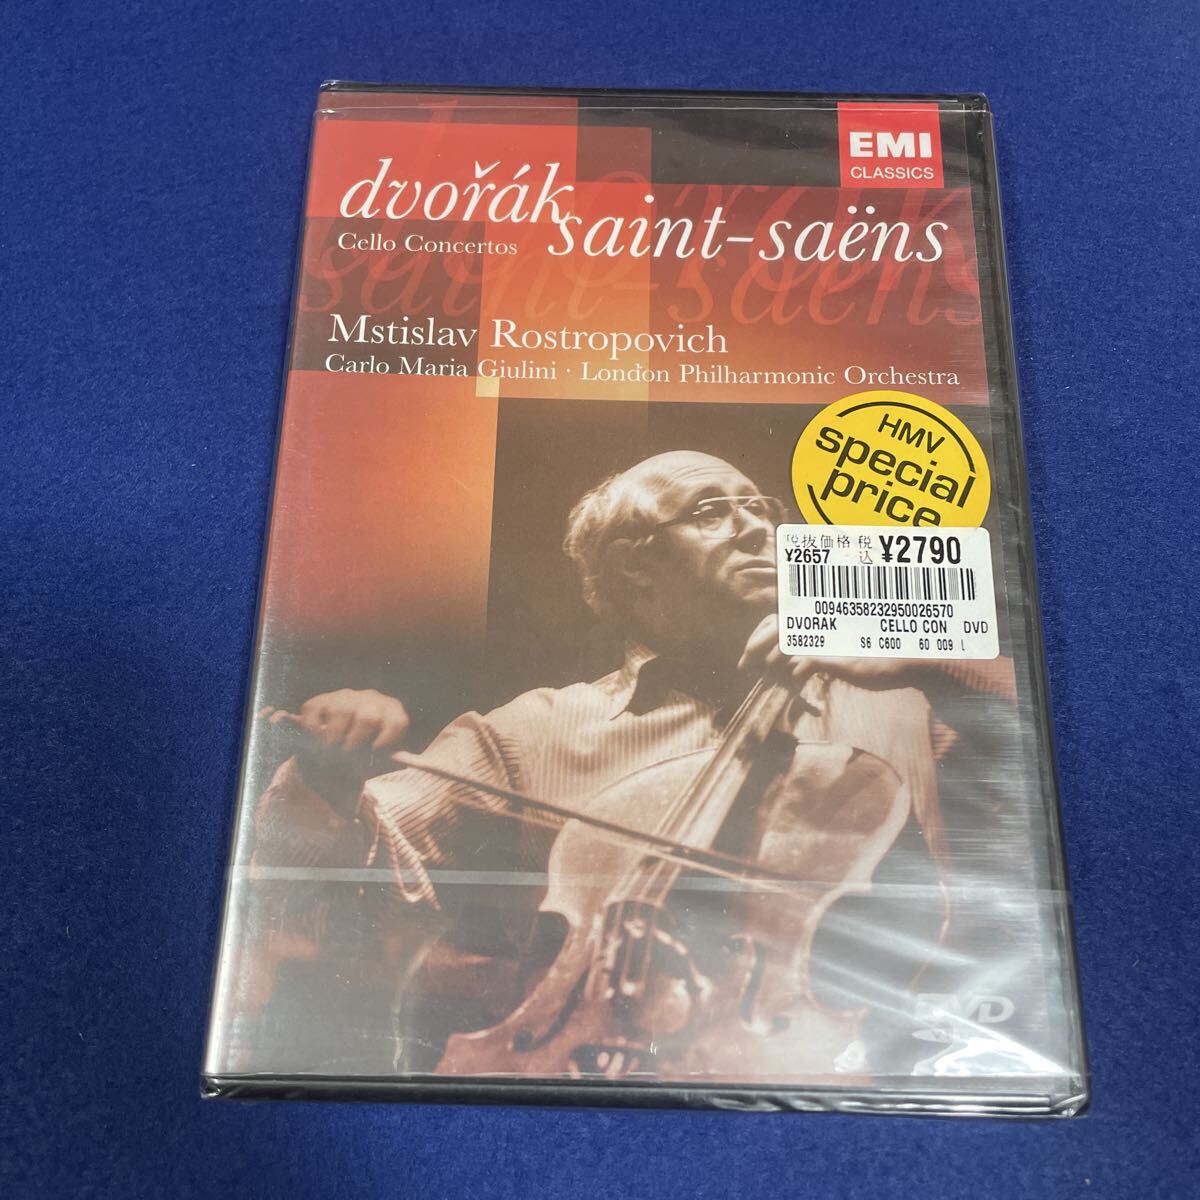 EMI
CLASSICS
dvořák
saint-saëns
Cello Concertos
Mstislav Rostropovich
Carlo Maria Giulini · London Philharmonic Orchestra
HMV
special
price
税抜価格 税込
¥2657 ¥2790
00946358232950026570
DVORAK CELLO CON DVD
3582329 S6 C600 60 009 L
DVD